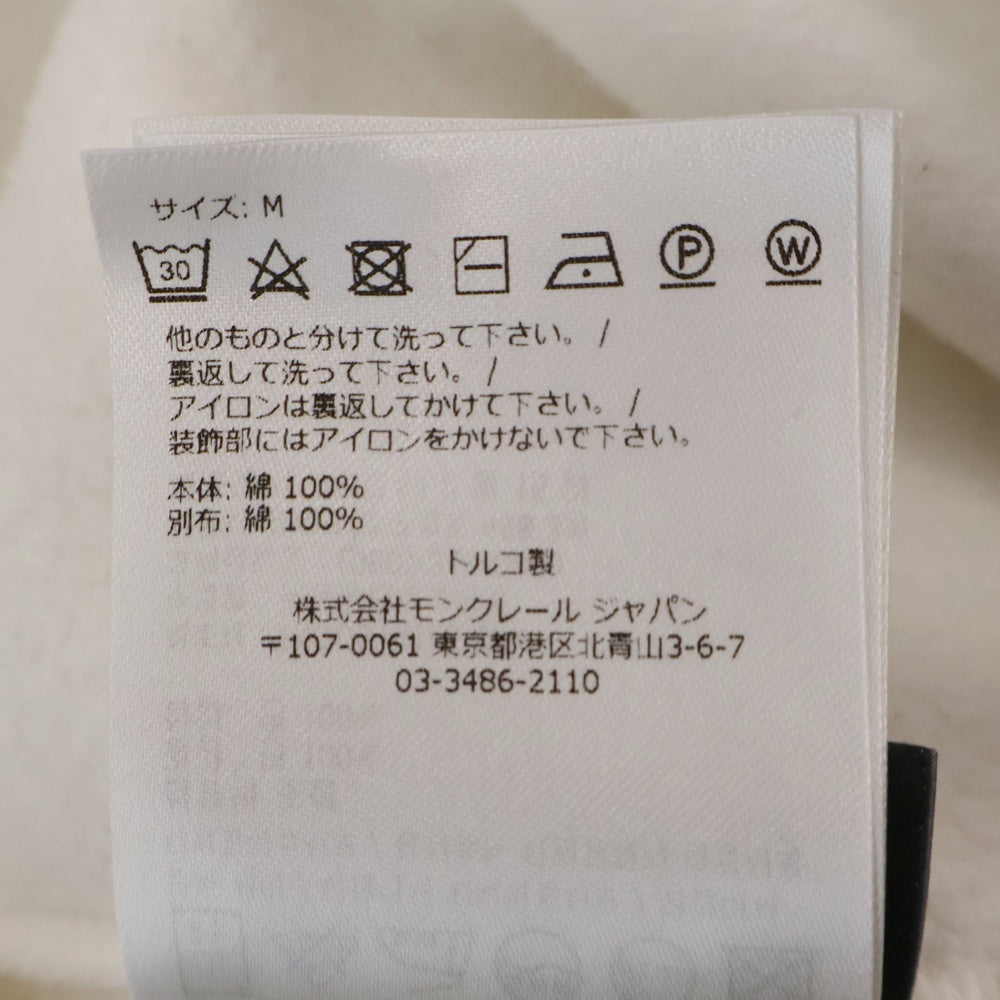 サイズ: M
30
P
W
他のものと分けて洗って下さい。 /
裏返して洗って下さい。 /
アイロンは裏返してかけて下さい。 /
装飾部にはアイロンをかけないで下さい。
本体: 綿 100%
別布: 綿 100%
トルコ製
株式会社モンクレール ジャパン
〒107-0061 東京都港区北青山3-6-7
03-3486-2110